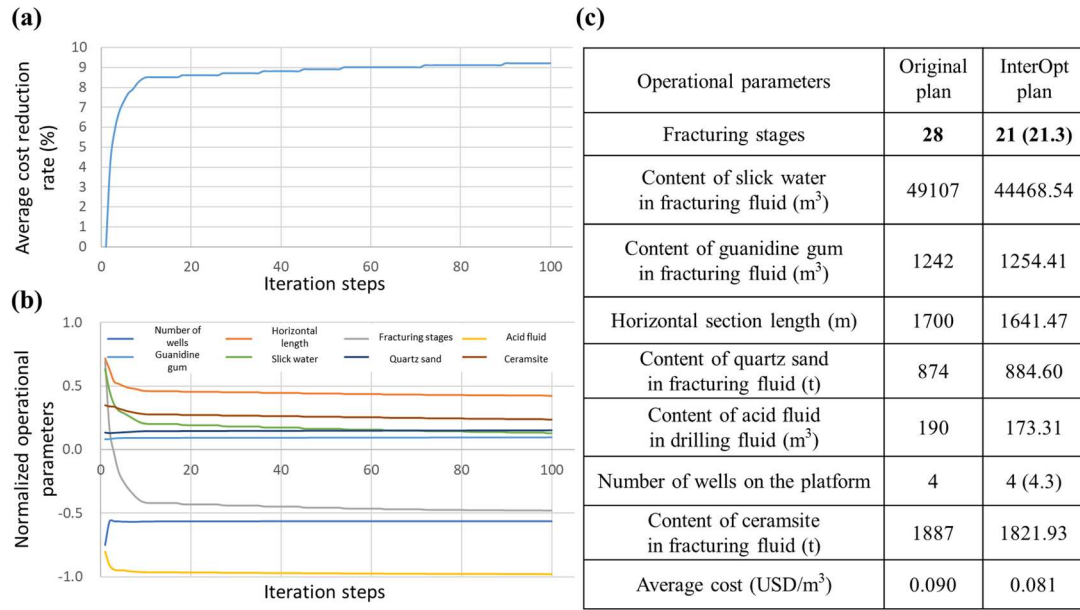 (a)
Average cost reduction
rate (%)
10
9
8
7
6
5
4
3
2
1
0
0 20 40 60 80 100
Iteration steps
(b)
Normalized operational
parameters
1.0
0.5
0.0
-0.5
-1.0
Number of
wells
Horizontal
length
Fracturing stages
Acid fluid
Guanidine
gum
Slick water
Quartz sand
Ceramsite
0 20 40 60 80 100
Iteration steps
(c)
Operational parameters
Original
plan
InterOpt
plan
Fracturing stages 28 21 (21.3)
Content of slick water
in fracturing fluid (m³) 49107 44468.54
Content of guanidine gum
in fracturing fluid (m³) 1242 1254.41
Horizontal section length (m) 1700 1641.47
Content of quartz sand
in fracturing fluid (t) 874 884.60
Content of acid fluid
in drilling fluid (m³) 190 173.31
Number of wells on the platform 4 4 (4.3)
Content of ceramsite
in fracturing fluid (t) 1887 1821.93
Average cost (USD/m³) 0.090 0.081